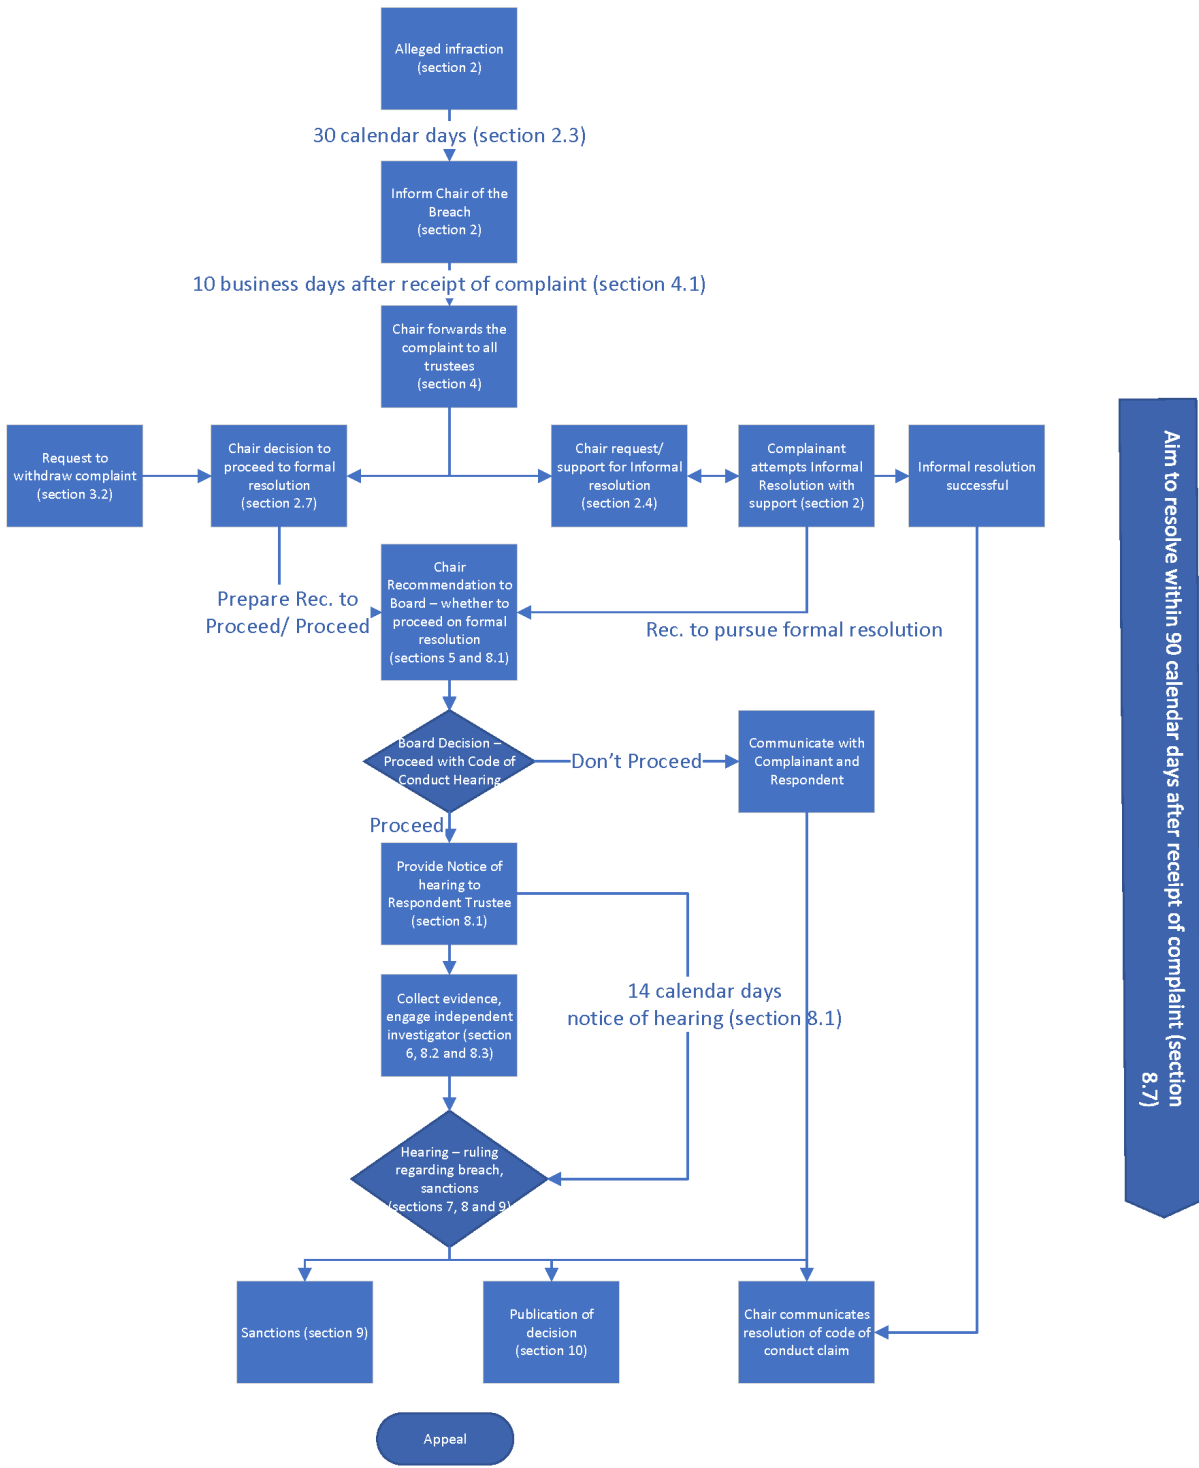 Alleged infraction
(section 2)
30 calendar days (section 2.3)
Inform Chair of the
Breach
(section 2)
10 business days after receipt of complaint (section 4.1)
Chair forwards the
complaint to all
trustees
(section 4)
Request to
withdraw complaint
(section 3.2)
Chair decision to
proceed to formal
resolution
(section 2.7)
Chair request/
support for Informal
resolution
(section 2.4)
Complainant
attempts Informal
Resolution with
support (section 2)
Informal resolution
successful
Prepare Rec. to
Proceed/ Proceed
Chair
Recommendation to
Board – whether to
proceed on formal
resolution
(sections 5 and 8.1)
Rec. to pursue formal resolution
Board Decision –
Proceed with Code of
Conduct Hearing
Don't Proceed
Communicate with
Complainant and
Respondent
Proceed
Provide Notice of
hearing to
Respondent Trustee
(section 8.1)
Collect evidence,
engage independent
investigator (section
6, 8.2 and 8.3)
14 calendar days
notice of hearing (section 8.1)
Hearing – ruling
regarding breach,
sanctions
(sections 7, 8 and 9)
Sanctions (section 9)
Publication of
decision
(section 10)
Chair communicates
resolution of code of
conduct claim
Appeal
Aim to resolve within 90 calendar days after receipt of complaint (section
8.7)